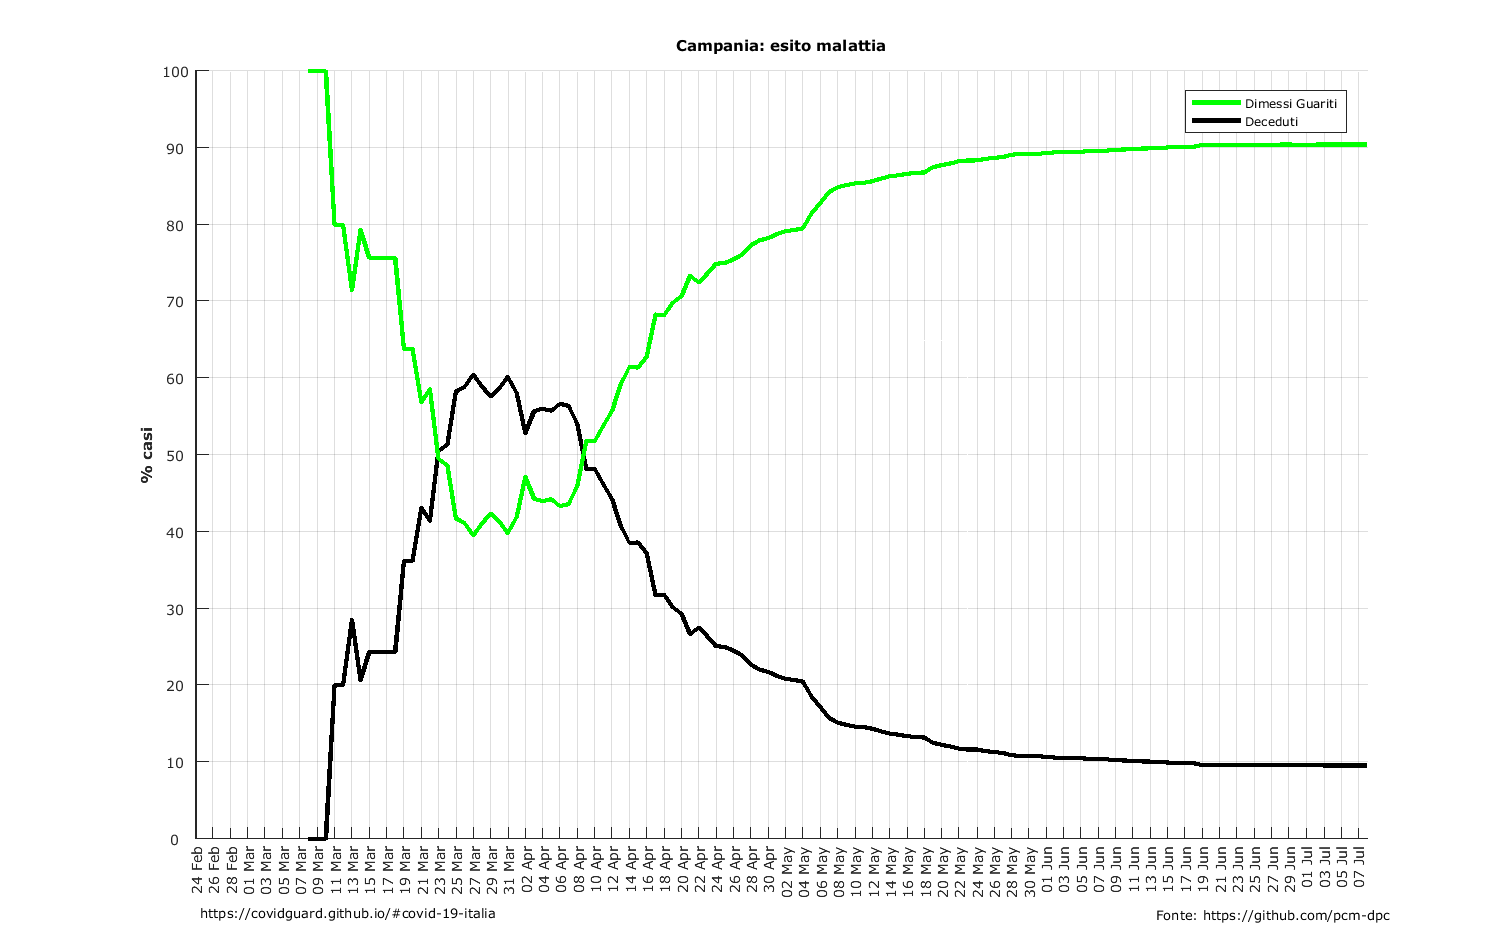 Campania: esito malattia
Dimessi Guariti
Deceduti
% casi
100
90
80
70
60
50
40
30
20
10
0
24 Feb
26 Feb
28 Feb
01 Mar
03 Mar
05 Mar
07 Mar
09 Mar
11 Mar
13 Mar
15 Mar
17 Mar
19 Mar
21 Mar
23 Mar
25 Mar
27 Mar
29 Mar
31 Mar
02 Apr
04 Apr
06 Apr
08 Apr
10 Apr
12 Apr
14 Apr
16 Apr
18 Apr
20 Apr
22 Apr
24 Apr
26 Apr
28 Apr
30 Apr
02 May
04 May
06 May
08 May
10 May
12 May
14 May
16 May
18 May
20 May
22 May
24 May
26 May
28 May
30 May
01 Jun
03 Jun
05 Jun
07 Jun
09 Jun
11 Jun
13 Jun
15 Jun
17 Jun
19 Jun
21 Jun
23 Jun
25 Jun
27 Jun
29 Jun
01 Jul
03 Jul
05 Jul
07 Jul
https://covidguard.github.io/#covid-19-italia
Fonte: https://github.com/pcm-dpc